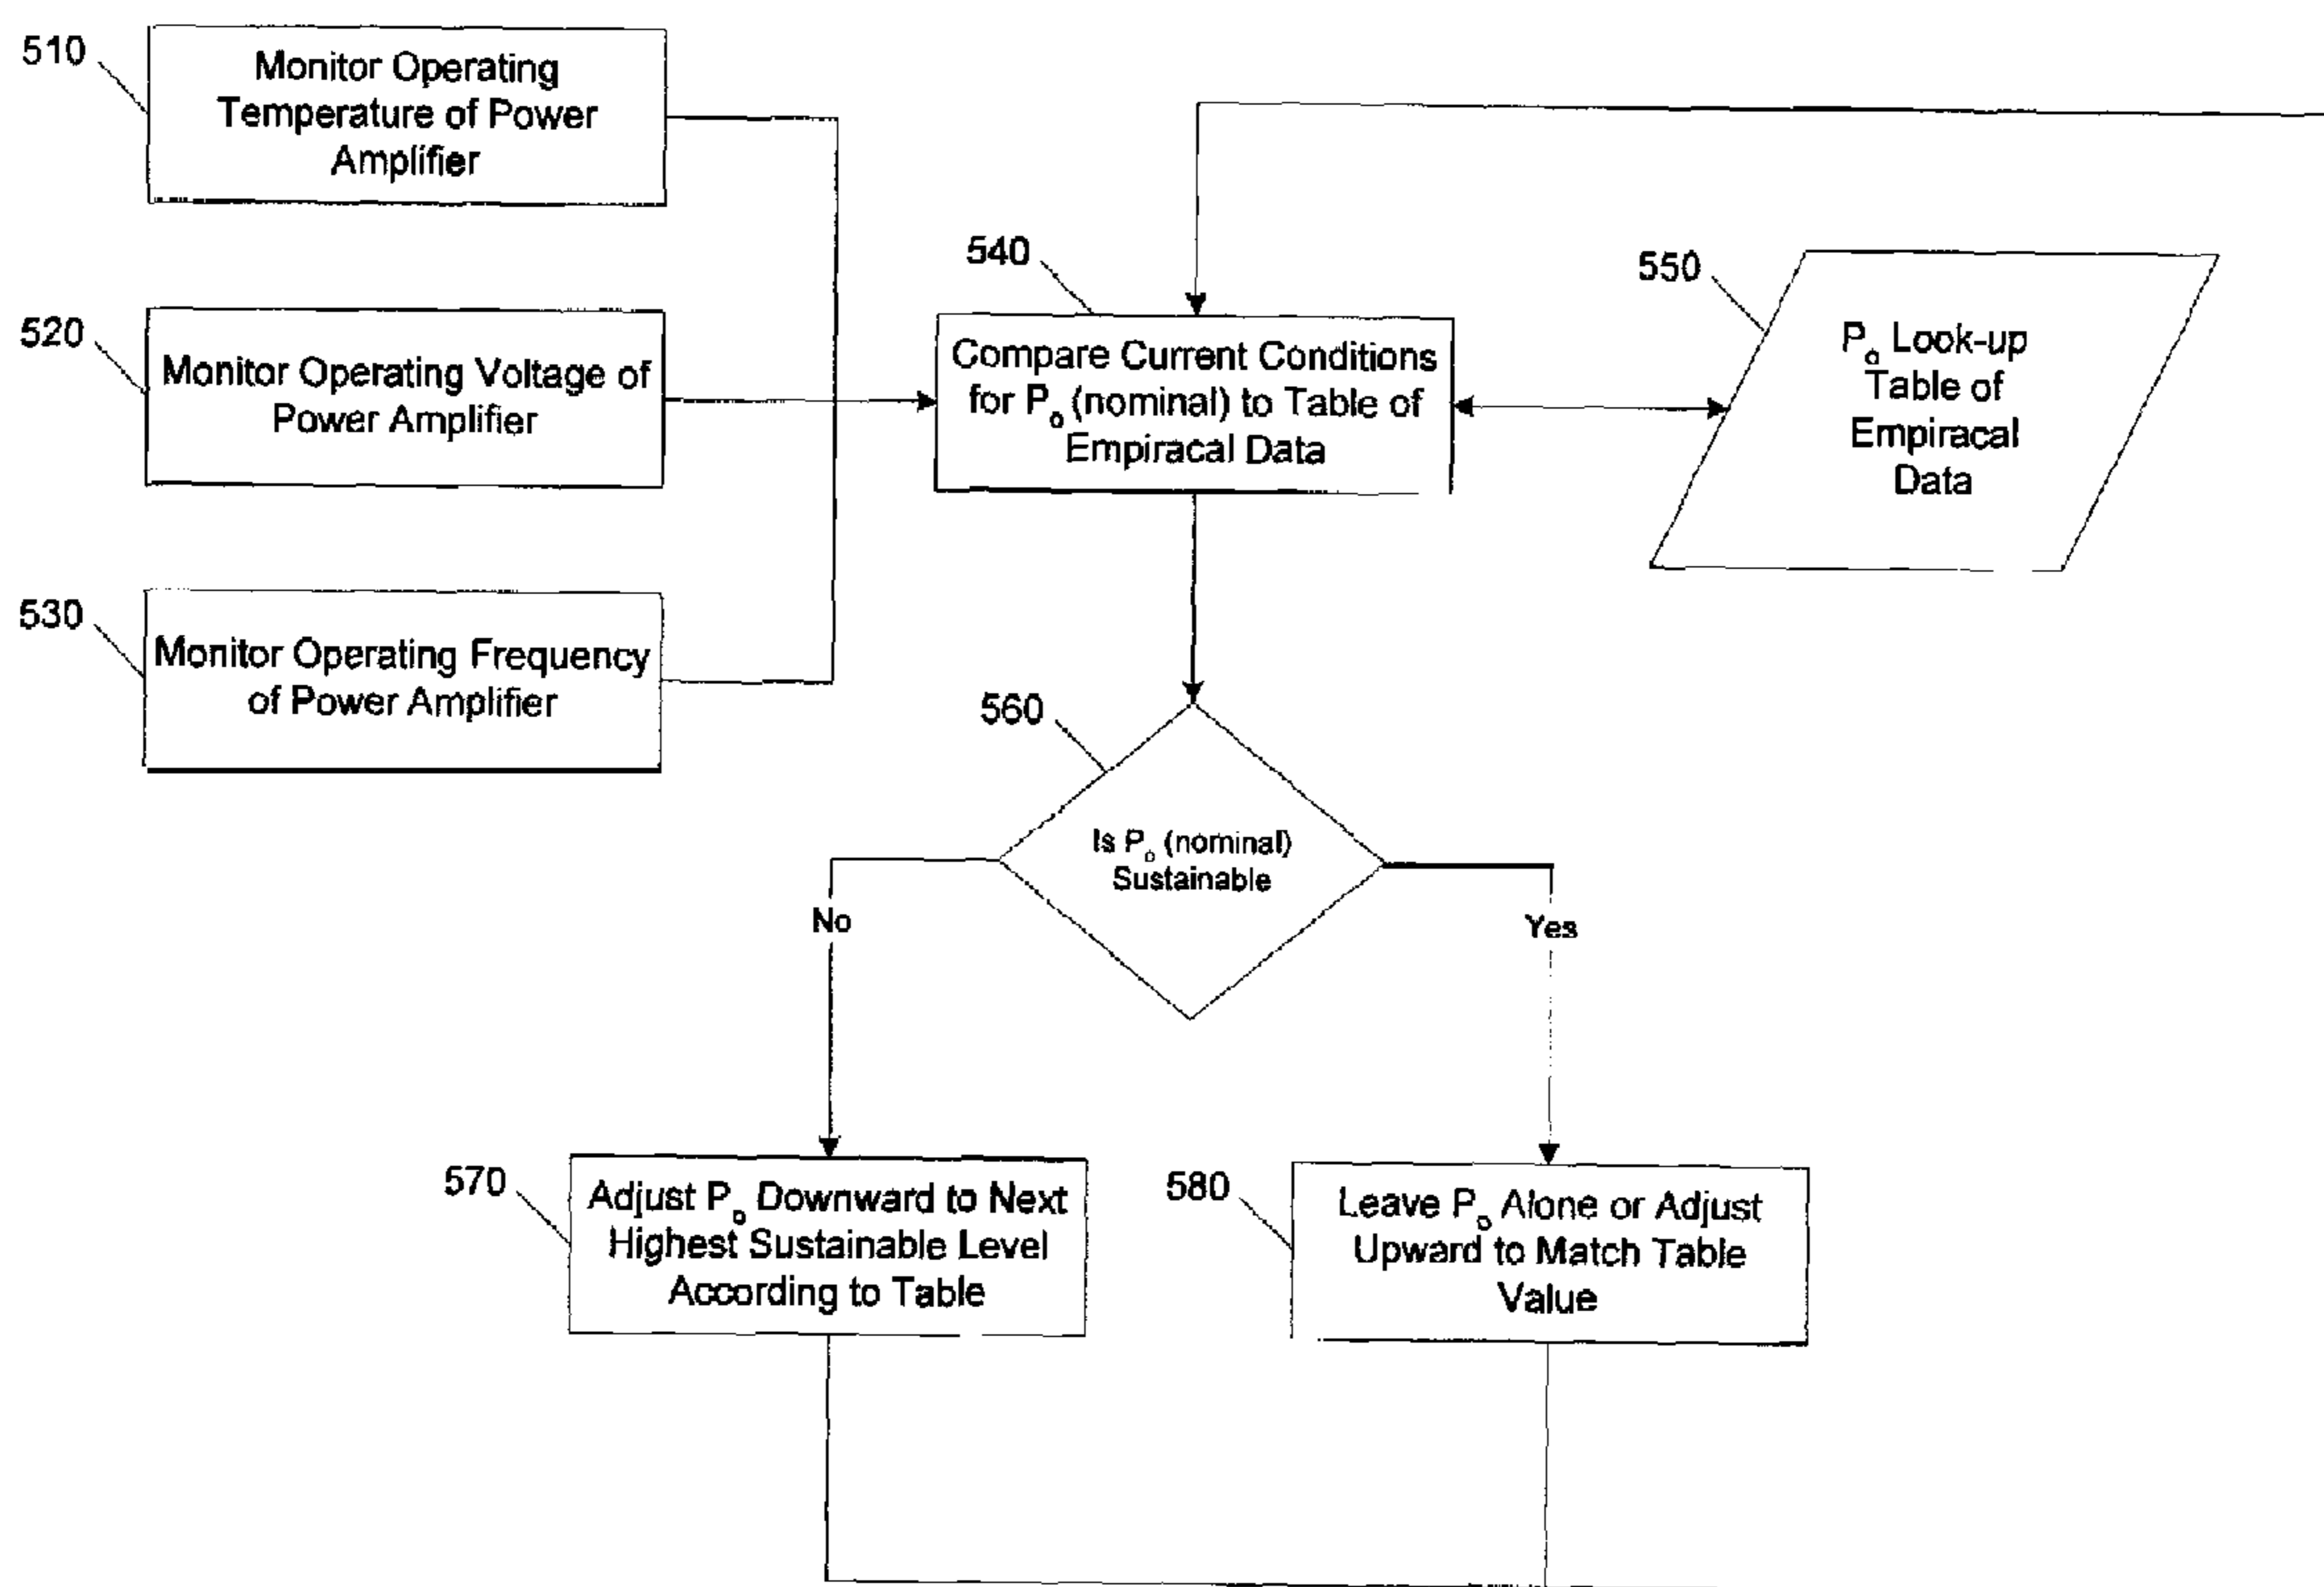 510
Monitor Operating
Temperature of Power
Amplifier
520
Monitor Operating Voltage of
Power Amplifier
530
Monitor Operating Frequency
of Power Amplifier
540
Compare Current Conditions
for Po (nominal) to Table of
Empiracal Data
550
Po Look-up
Table of
Empiracal
Data
560
Is Po (nominal)
Sustainable
No
Yes
570
Adjust Po Downward to Next
Highest Sustainable Level
According to Table
580
Leave Po Alone or Adjust
Upward to Match Table
Value